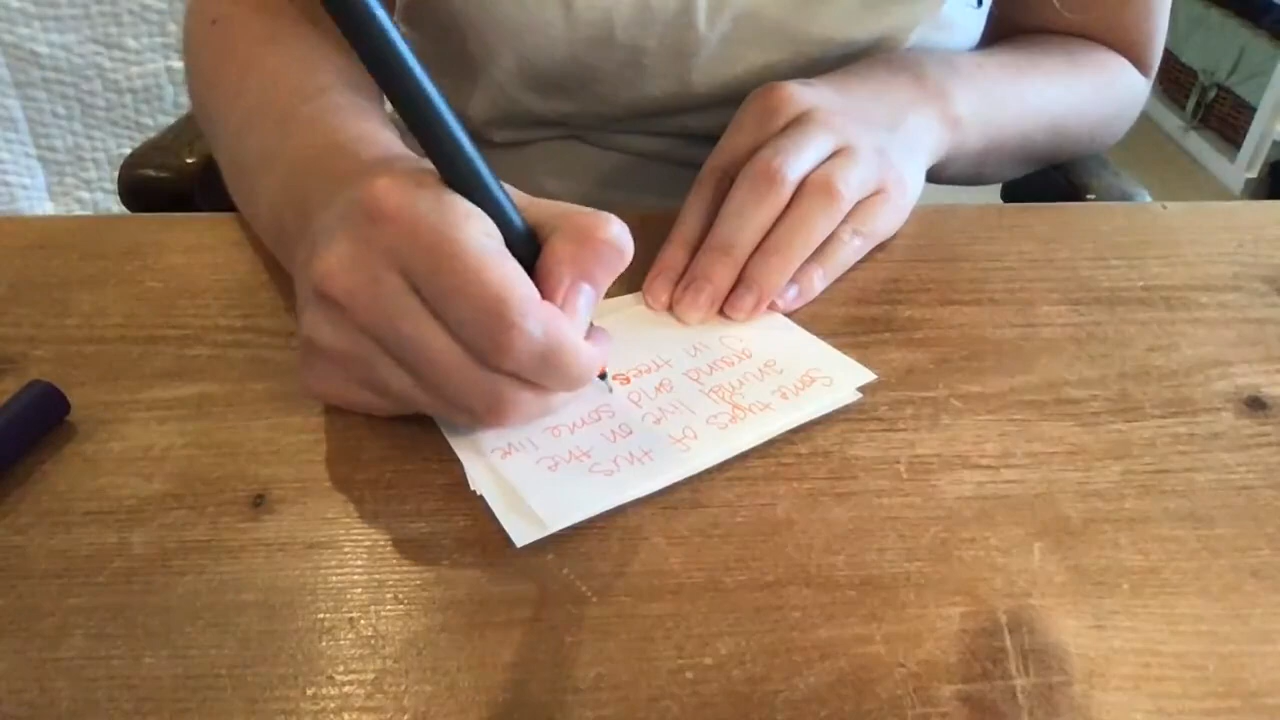 Some types of this
animal live on the
ground and some live
in trees